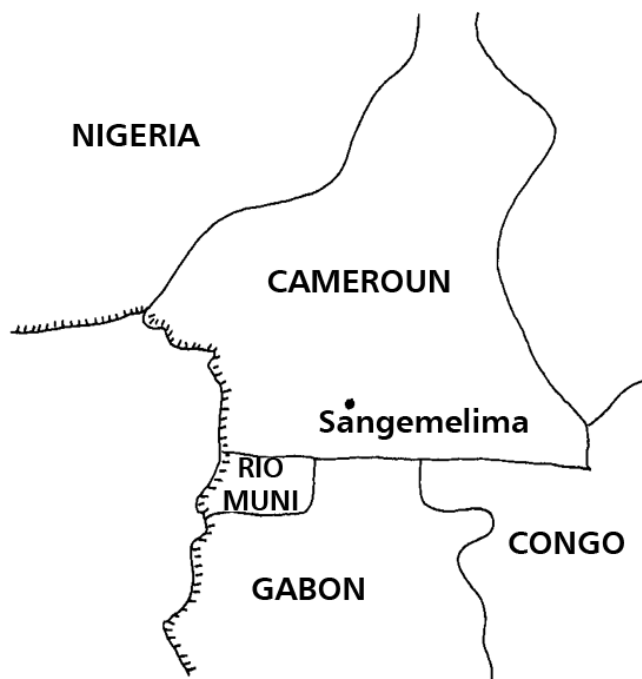 NIGERIA
CAMEROUN
Sangemelima
RIO
MUNI
CONGO
GABON